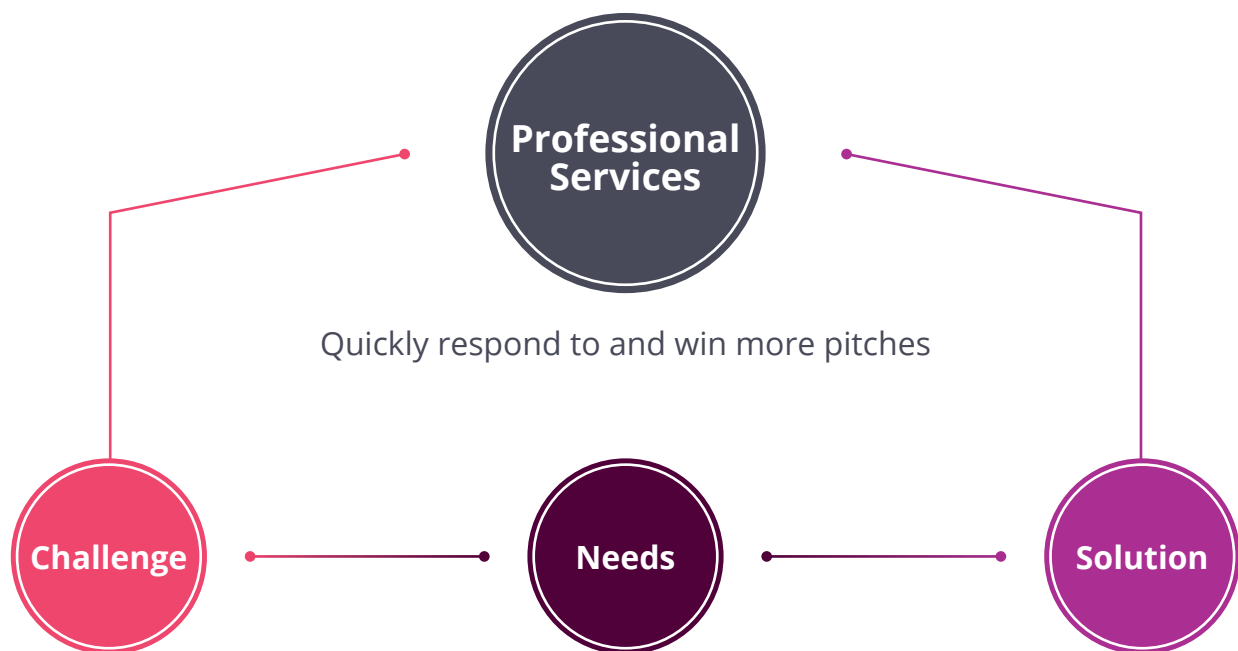 Professional
Services
Quickly respond to and win more pitches
Challenge
Needs
Solution